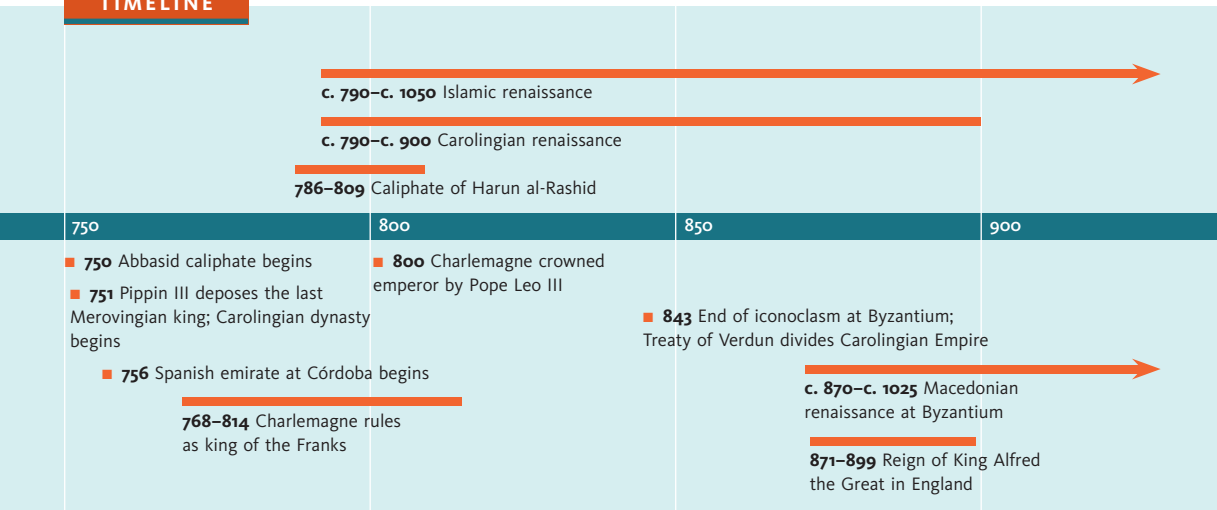 TIMELINE
c. 790–c. 1050 Islamic renaissance
c. 790–c. 900 Carolingian renaissance
786–809 Caliphate of Harun al-Rashid
750 800 850 900
750 Abbasid caliphate begins
751 Pippin III deposes the last
Merovingian king; Carolingian dynasty
begins
756 Spanish emirate at Córdoba begins
768–814 Charlemagne rules
as king of the Franks
800 Charlemagne crowned
emperor by Pope Leo III
843 End of iconoclasm at Byzantium;
Treaty of Verdun divides Carolingian Empire
c. 870–c. 1025 Macedonian
renaissance at Byzantium
871–899 Reign of King Alfred
the Great in England